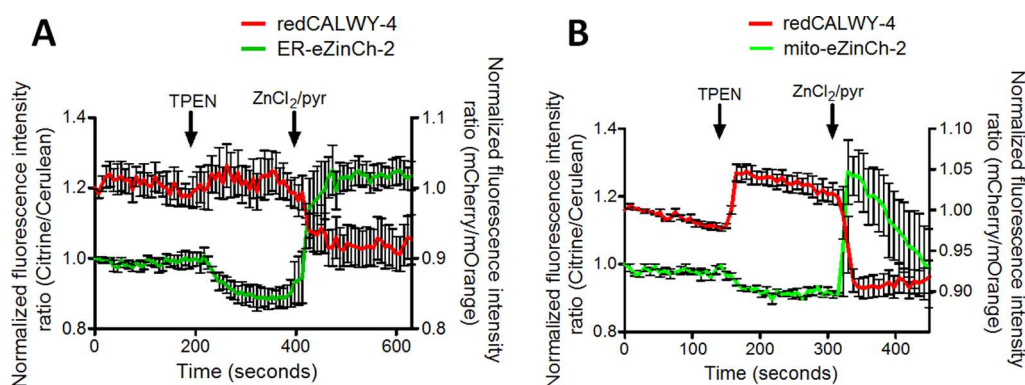 A
redCALWY-4
ER-eZinCh-2
Normalized fluorescence intensity
ratio (Citrine/Cerulean)
1.4
1.2
1.0
0.8
TPEN
ZnCl2/pyr
1.1
1.0
0.9
0.8
Normalized fluorescence intensity
ratio (mCherry/mOrange)
0
200
400
600
Time (seconds)
B
redCALWY-4
mito-eZinCh-2
Normalized fluorescence intensity
ratio (Citrine/Cerulean)
1.4
1.2
1.0
0.8
TPEN
ZnCl2/pyr
1.10
1.05
1.00
0.95
0.90
Normalized fluorescence intensity
ratio (mCherry/mOrange)
0
100
200
300
400
Time (seconds)